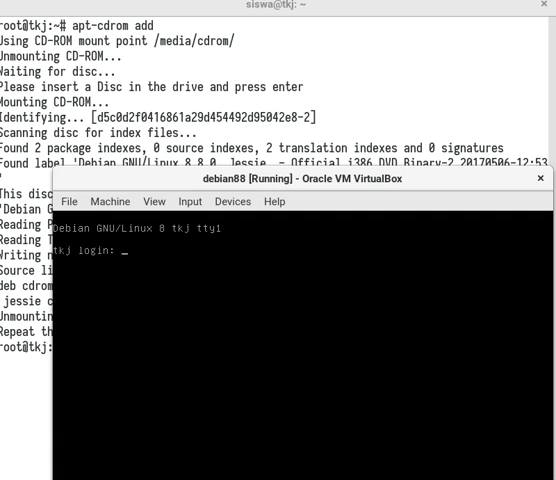 siswa@tkj: ~
root@tkj:~# apt-cdrom add
Using CD-ROM mount point /media/cdrom/
Unmounting CD-ROM...
Waiting for disc...
Please insert a Disc in the drive and press enter
Mounting CD-ROM...
Identifying... [d5c0d2f0416861a29d454492d95042e8-2]
Scanning disc for index files...
Found 2 package indexes, 0 source indexes, 2 translation indexes and 0 signatures
Found label 'Debian GNU/Linux 8.8.0 _Jessie_ - Official i386 DVD Binary-2 20170506-12:53
'
This disc
'Debian G
Reading P
Reading T
Writing n
Source li
deb cdrom
jessie c
Unmountin
Repeat th
root@tkj:
debian88 [Running] - Oracle VM VirtualBox
File Machine View Input Devices Help
Debian GNU/Linux 8 tkj tty1
tkj login: _